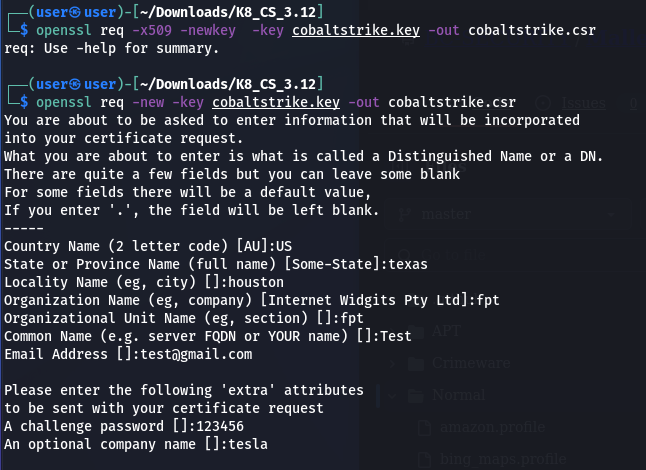 ┌──(user㉿user)-[~/Downloads/K8_CS_3.12]
└─$ openssl req -x509 -newkey  -key cobaltstrike.key -out cobaltstrike.csr
req: Use -help for summary.
┌──(user㉿user)-[~/Downloads/K8_CS_3.12]
└─$ openssl req -new -key cobaltstrike.key -out cobaltstrike.csr
You are about to be asked to enter information that will be incorporated
into your certificate request.
What you are about to enter is what is called a Distinguished Name or a DN.
There are quite a few fields but you can leave some blank
For some fields there will be a default value,
If you enter '.', the field will be left blank.
-----
Country Name (2 letter code) [AU]:US
State or Province Name (full name) [Some-State]:texas
Locality Name (eg, city) []:houston
Organization Name (eg, company) [Internet Widgits Pty Ltd]:fpt
Organizational Unit Name (eg, section) []:fpt
Common Name (e.g. server FQDN or YOUR name) []:Test
Email Address []:test@gmail.com
Please enter the following 'extra' attributes
to be sent with your certificate request
A challenge password []:123456
An optional company name []:tesla
Issues
master
APT
Crimeware
Normal
amazon.profile
bing_maps.profile